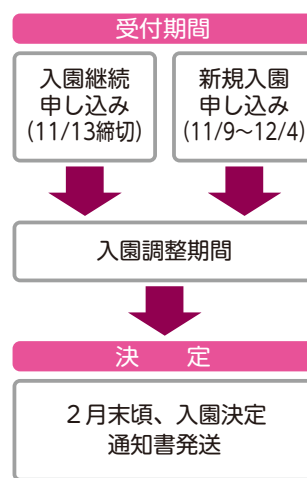 受付期間
入園継続
申し込み
(11/13締切)
新規入園
申し込み
(11/9～12/4)
入園調整期間
決　定
２月末頃、入園決定
通知書発送